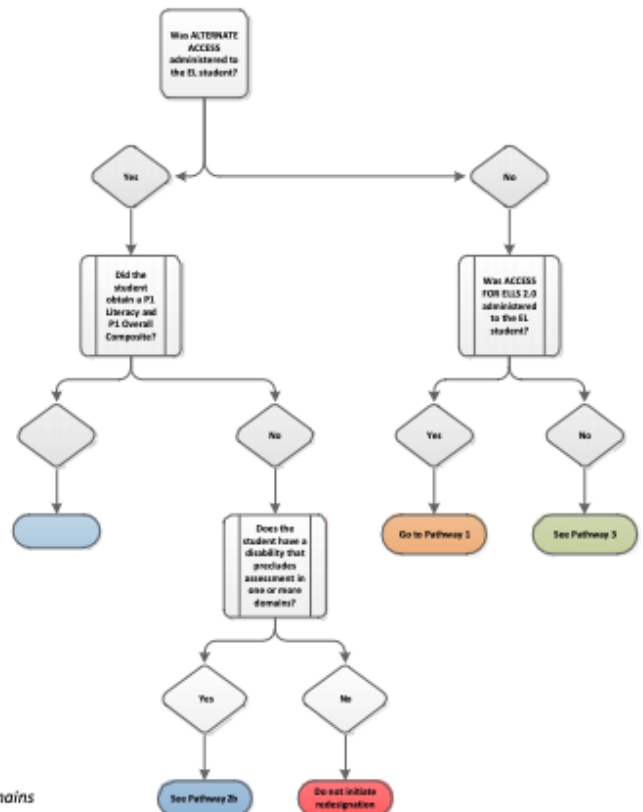 Was ALTERNATE
ACCESS
administered to
the EL student?
Yes
No
Did the
student
obtain a P1
Literacy and
P1 Overall
Composite?
Was ACCESS
FOR ELLS 2.0
administered
to the EL
student?
No
Yes
No
Does the
student have a
disability that
precludes
assessment in
one or more
domains?
Go to Pathway 1
See Pathway 3
Yes
No
mains
See Pathway 2b
Do not initiate
redesignation